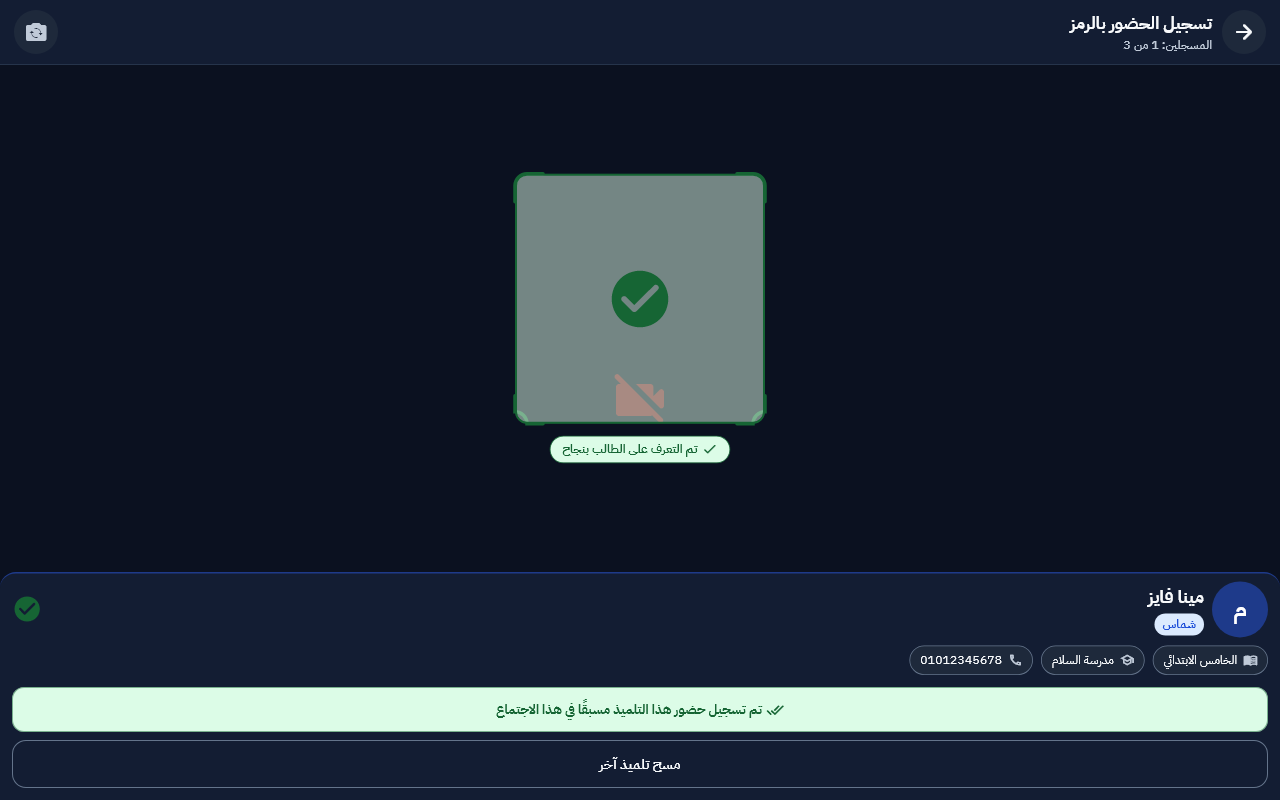 تسجيل الحضور بالرمز
المسجلين: 1 من 3
تم التعرف على الطالب بنجاح
م
مينا فايز
شماس
الخامس الابتدائي
مدرسة السلام
01012345678
تم تسجيل حضور هذا التلميذ مسبقًا في هذا الاجتماع
مسح تلميذ آخر